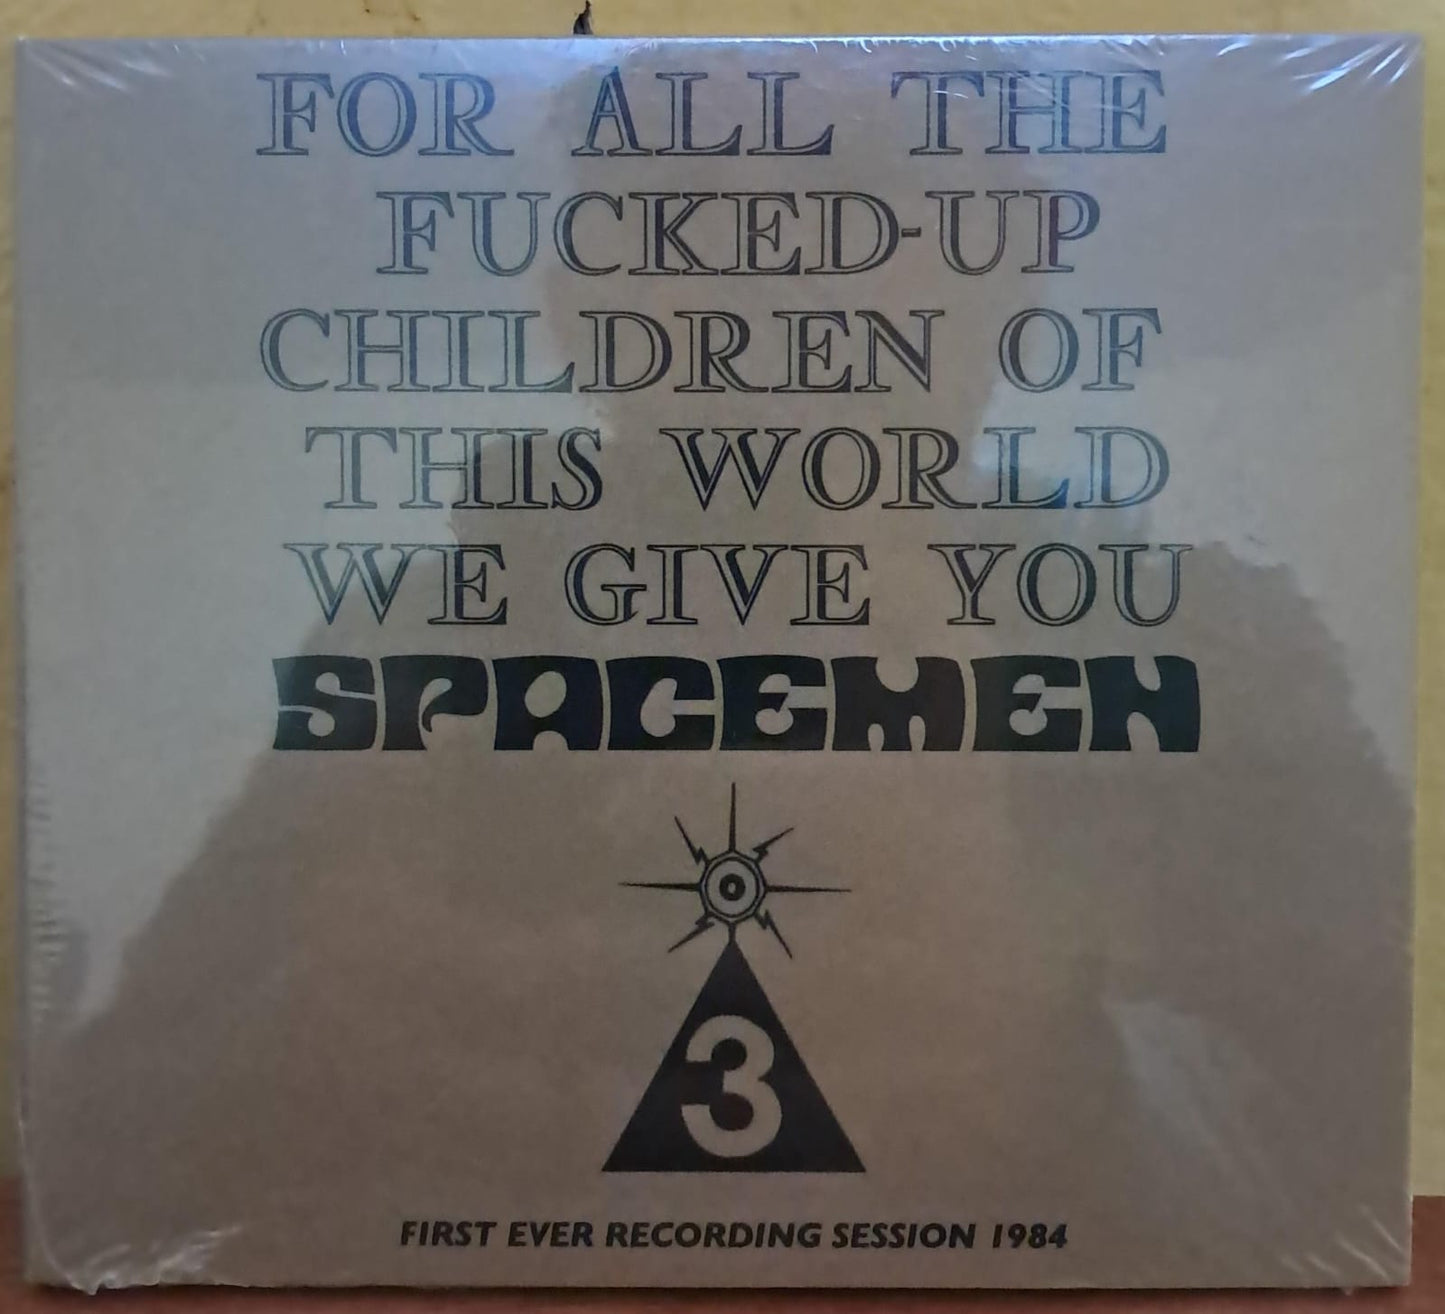 FOR ALL THE
FUCKED-UP
CHILDREN OF
THIS WORLD
WE GIVE YOU
SPACEMEN
3
FIRST EVER RECORDING SESSION 1984